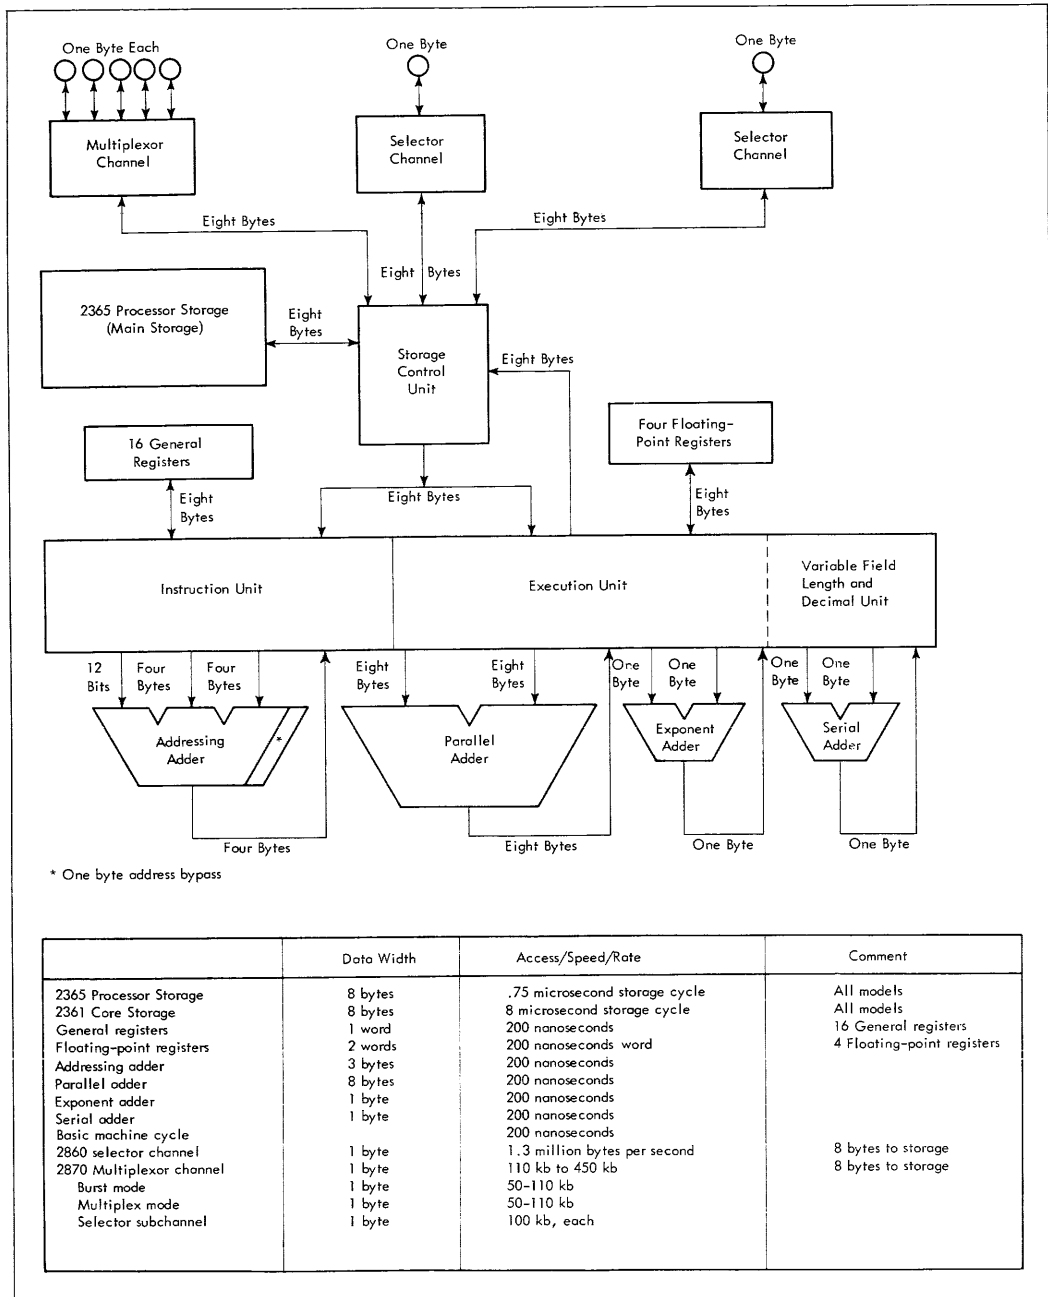 One Byte Each
One Byte
One Byte
Multiplexor
Channel
Selector
Channel
Selector
Channel
Eight Bytes
Eight Bytes
Eight Bytes
2365 Processor Storage
(Main Storage)
Eight
Bytes
Storage
Control
Unit
Eight Bytes
16 General
Registers
Four Floating-
Point Registers
Eight
Bytes
Eight Bytes
Eight
Bytes
Instruction Unit
Execution Unit
Variable Field
Length and
Decimal Unit
12
Bits
Four
Bytes
Four
Bytes
Eight
Bytes
Eight
Bytes
One
Byte
One
Byte
One
Byte
One
Byte
Addressing
Adder
*
Parallel
Adder
Exponent
Adder
Serial
Adder
Four Bytes
Eight Bytes
One Byte
One Byte
* One byte address bypass
Data Width Access/Speed/Rate Comment
2365 Processor Storage 8 bytes .75 microsecond storage cycle All models
2361 Core Storage 8 bytes 8 microsecond storage cycle All models
General registers 1 word 200 nanoseconds 16 General registers
Floating-point registers 2 words 200 nanoseconds word 4 Floating-point registers
Addressing adder 3 bytes 200 nanoseconds
Parallel adder 8 bytes 200 nanoseconds
Exponent adder 1 byte 200 nanoseconds
Serial adder 1 byte 200 nanoseconds
Basic machine cycle 200 nanoseconds
2860 selector channel 1 byte 1.3 million bytes per second 8 bytes to storage
2870 Multiplexor channel 1 byte 110 kb to 450 kb 8 bytes to storage
Burst mode 1 byte 50-110 kb
Multiplex mode 1 byte 50-110 kb
Selector subchannel 1 byte 100 kb, each